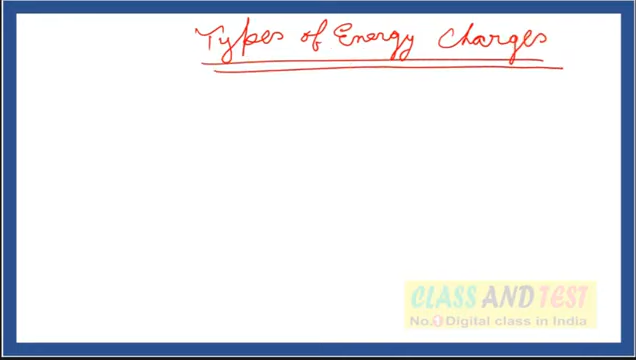 Types of Energy Charges
CLASS AND TEST
No.1 Digital class in India